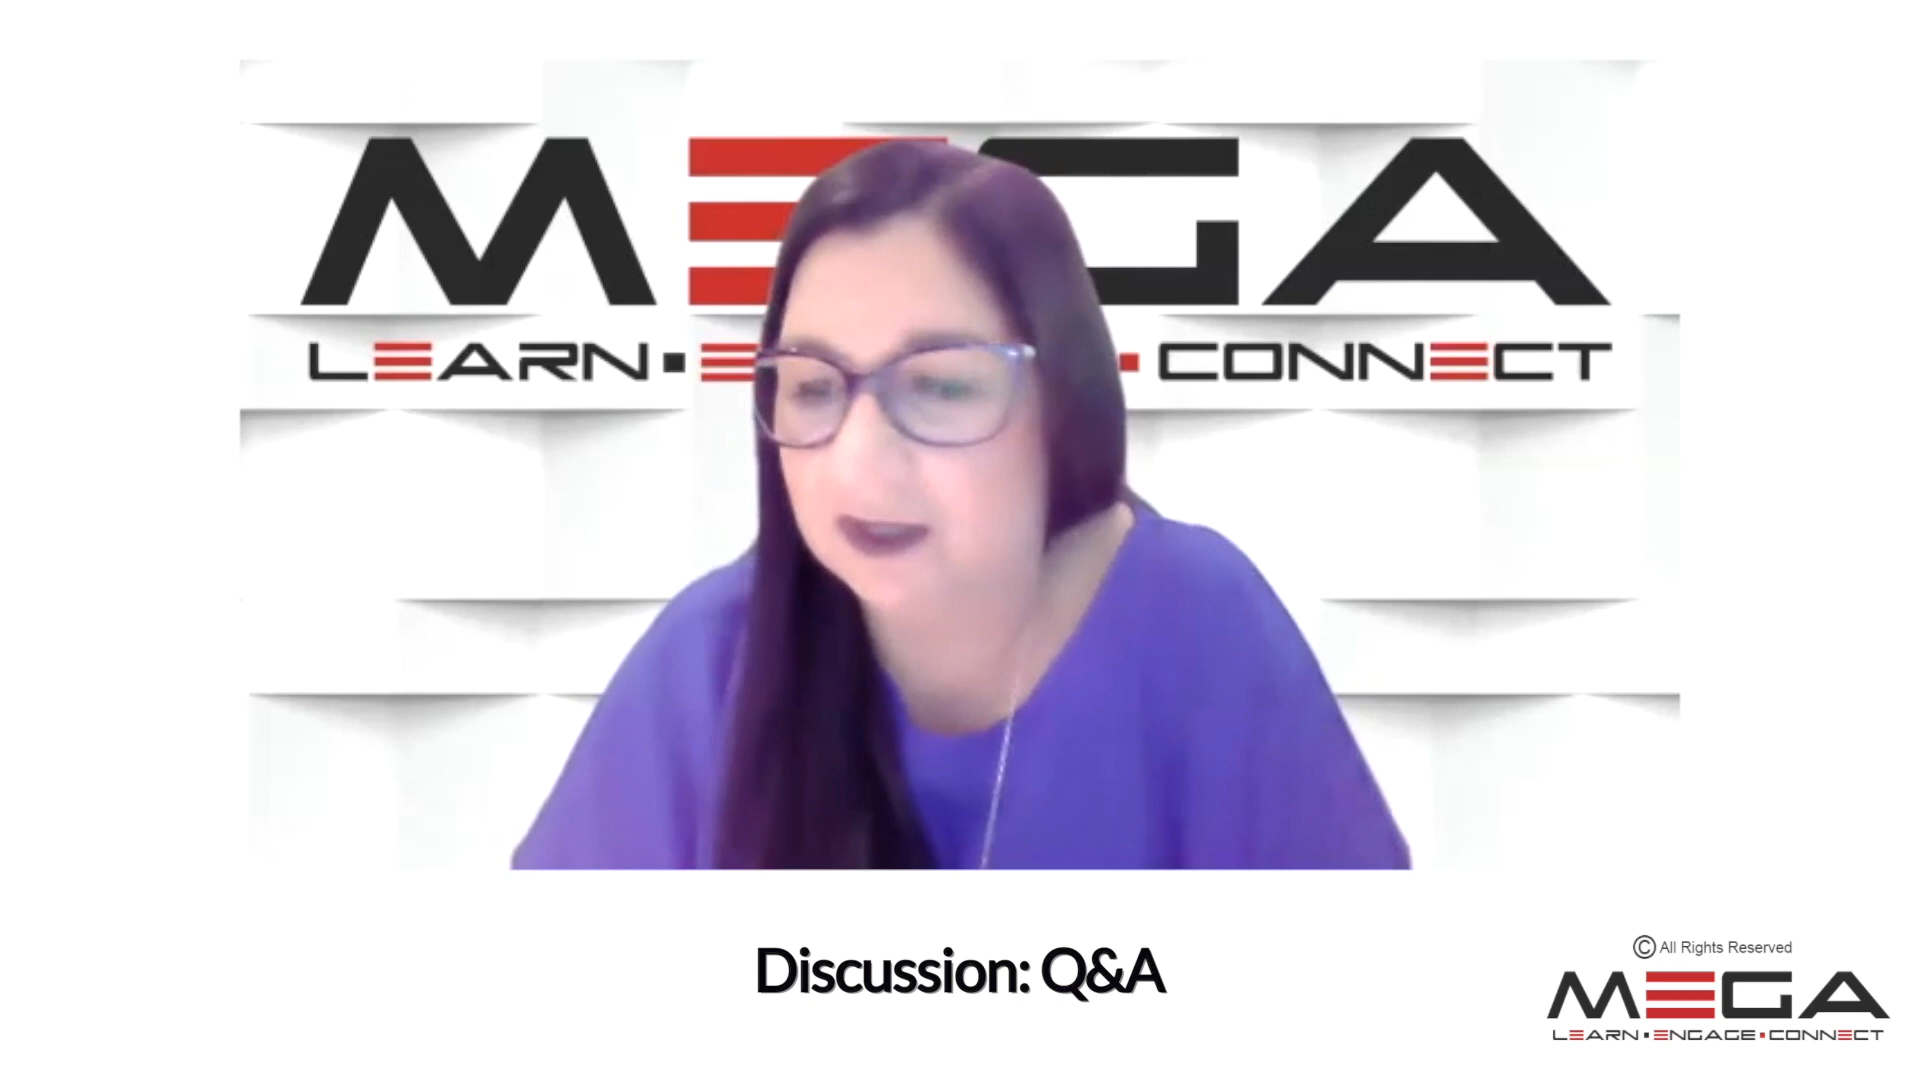 MEGA
LEARN▪E CONNECT
Discussion: Q&A
© All Rights Reserved
MEGA
LEARN▪ENGAGE▪CONNECT